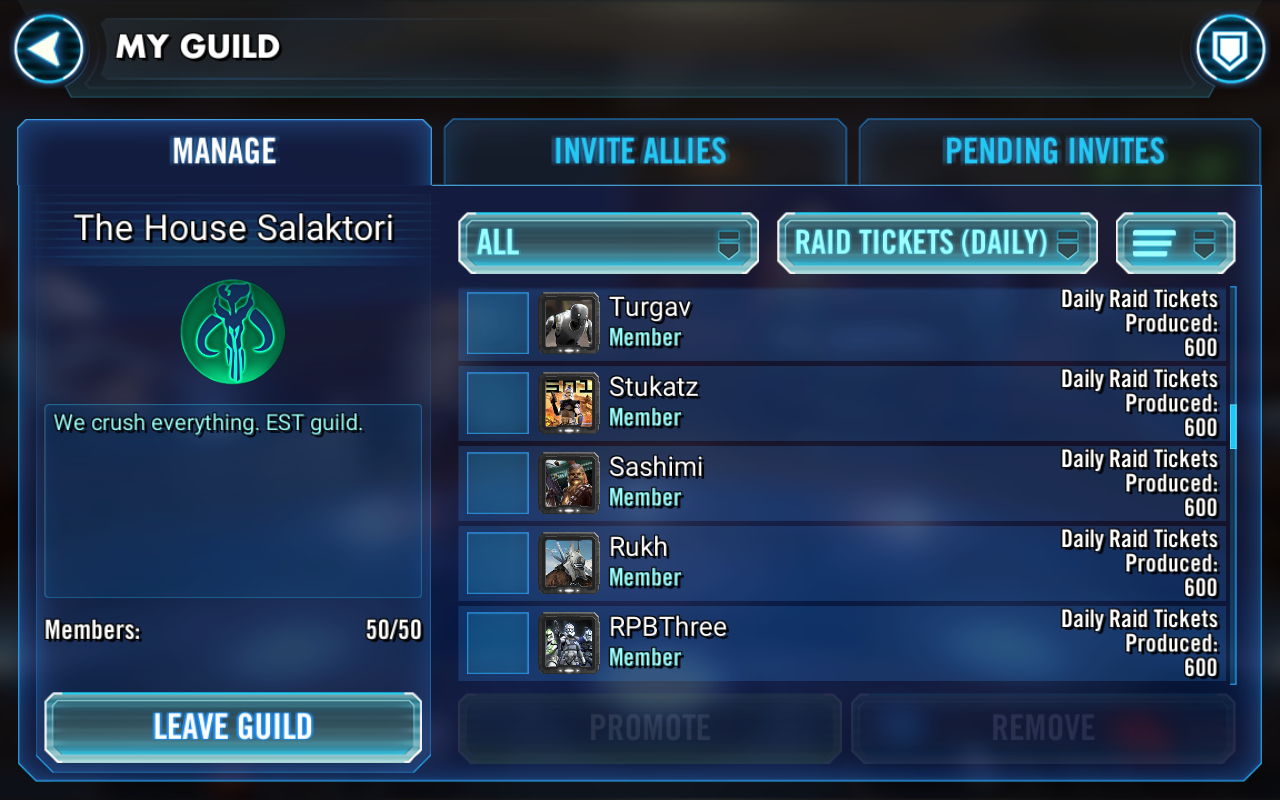 MY GUILD
MANAGE
INVITE ALLIES
PENDING INVITES
The House Salaktori
We crush everything. EST guild.
Members: 50/50
LEAVE GUILD
ALL
RAID TICKETS (DAILY)
Turgav
Member
Daily Raid Tickets
Produced:
600
Stukatz
Member
Daily Raid Tickets
Produced:
600
Sashimi
Member
Daily Raid Tickets
Produced:
600
Rukh
Member
Daily Raid Tickets
Produced:
600
RPBThree
Member
Daily Raid Tickets
Produced:
600
PROMOTE
REMOVE